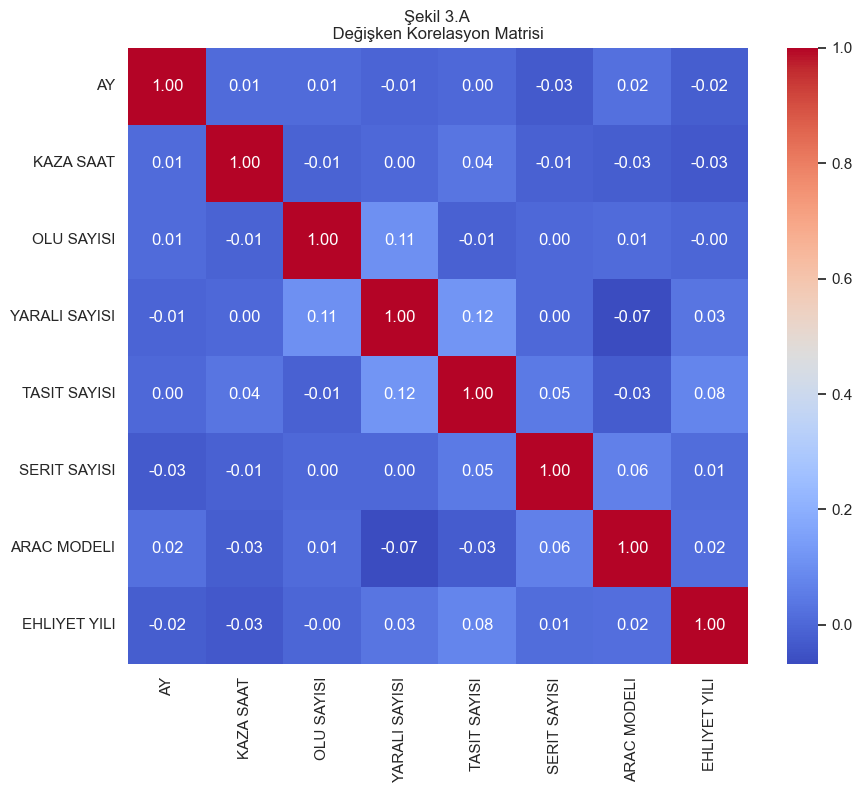 Şekil 3.A
Değişken Korelasyon Matrisi
AY 1.00 0.01 0.01 -0.01 0.00 -0.03 0.02 -0.02
KAZA SAAT 0.01 1.00 -0.01 0.00 0.04 -0.01 -0.03 -0.03
OLU SAYISI 0.01 -0.01 1.00 0.11 -0.01 0.00 0.01 -0.00
YARALI SAYISI -0.01 0.00 0.11 1.00 0.12 0.00 -0.07 0.03
TASIT SAYISI 0.00 0.04 -0.01 0.12 1.00 0.05 -0.03 0.08
SERIT SAYISI -0.03 -0.01 0.00 0.00 0.05 1.00 0.06 0.01
ARAC MODELI 0.02 -0.03 0.01 -0.07 -0.03 0.06 1.00 0.02
EHLIYET YILI -0.02 -0.03 -0.00 0.03 0.08 0.01 0.02 1.00
AY
KAZA SAAT
OLU SAYISI
YARALI SAYISI
TASIT SAYISI
SERIT SAYISI
ARAC MODELI
EHLIYET YILI
1.0
0.8
0.6
0.4
0.2
0.0